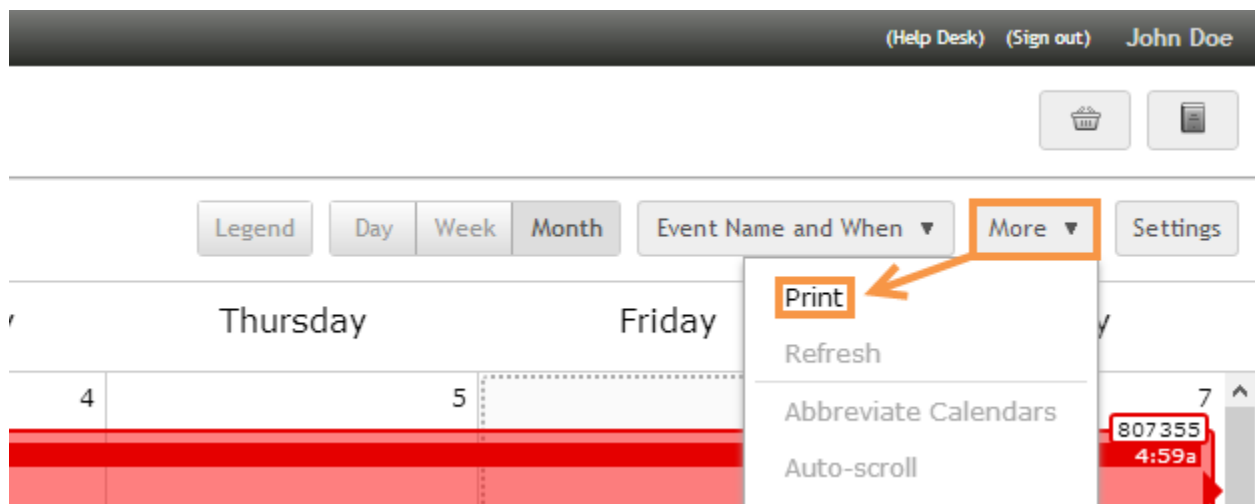 (Help Desk) (Sign out) John Doe
Legend Day Week Month Event Name and When ▼ More ▼ Settings
Print
Thursday Friday y
Refresh
4 5 7
Abbreviate Calendars
807355
4:59a
Auto-scroll